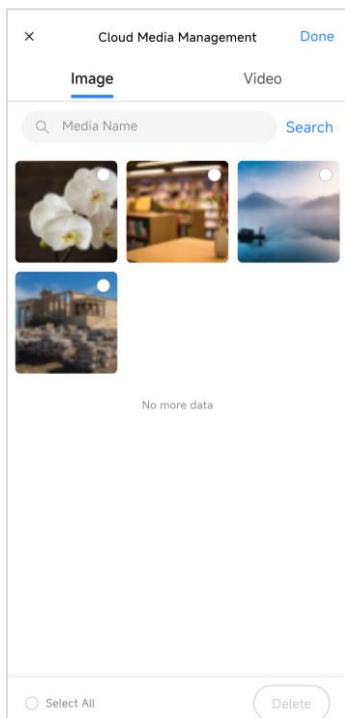 × Cloud Media Management Done
Image Video
Media Name Search
No more data
Select All Delete